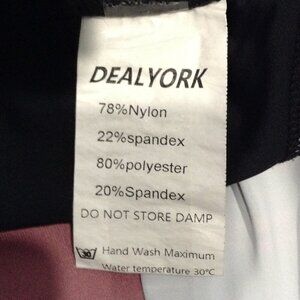 DEALYORK
78%Nylon
22%spandex
80%polyester
20%Spandex
DO NOT STORE DAMP
30 Hand Wash Maximum
Water temperature 30℃